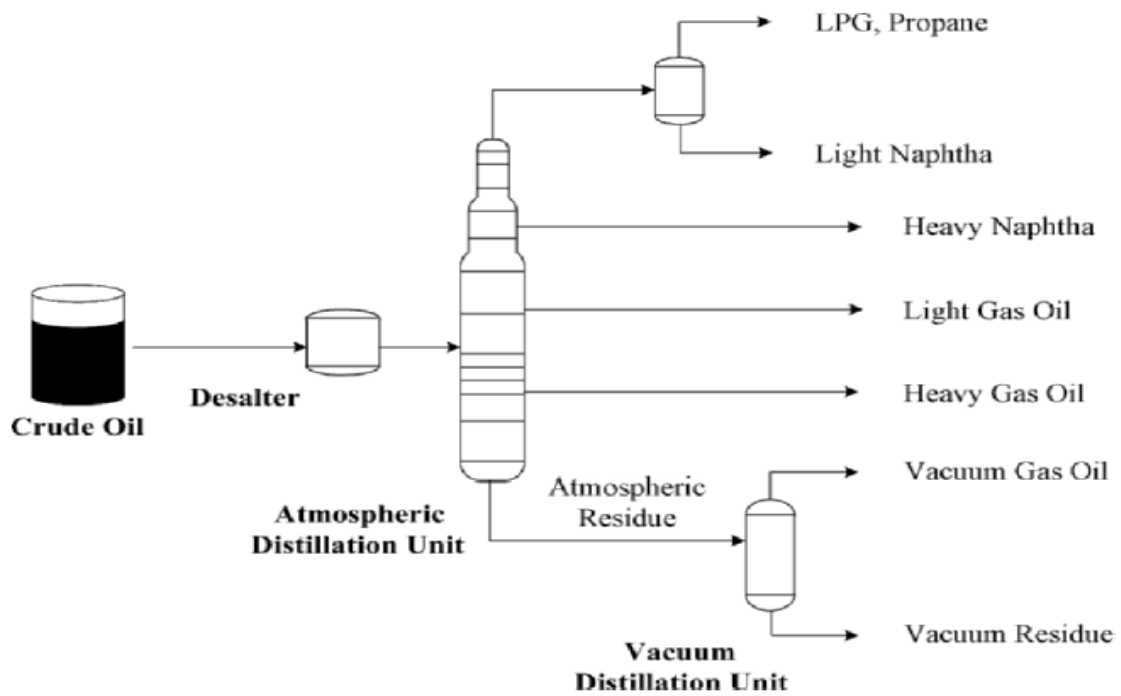 LPG, Propane
Light Naphtha
Heavy Naphtha
Light Gas Oil
Desalter
Heavy Gas Oil
Crude Oil
Vacuum Gas Oil
Atmospheric
Residue
Atmospheric
Distillation Unit
Vacuum Residue
Vacuum
Distillation Unit